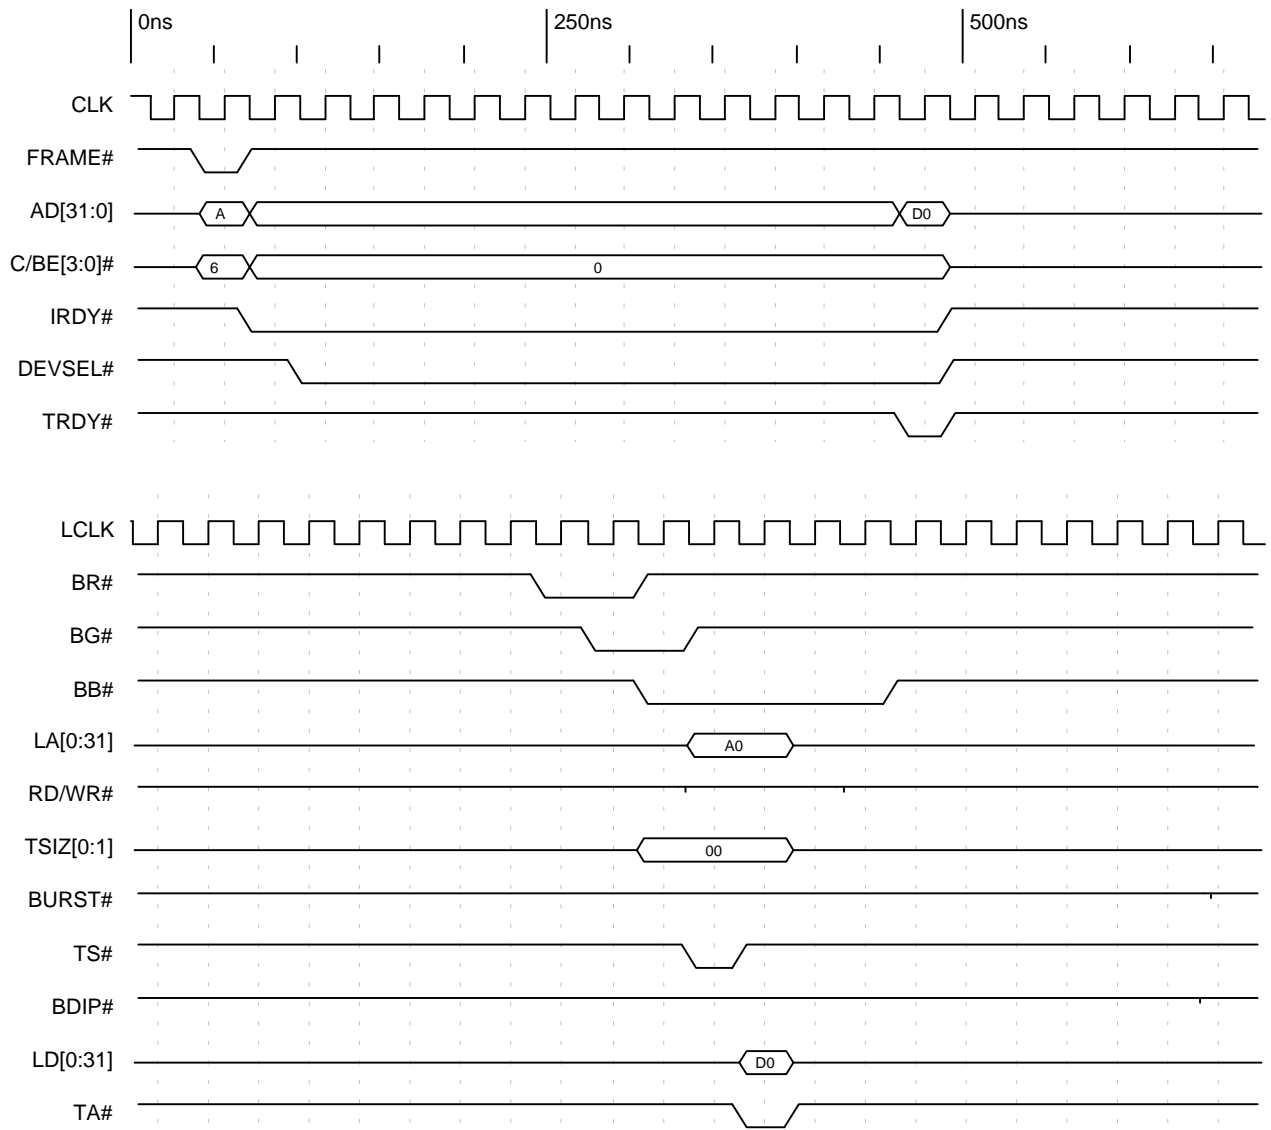 0ns 250ns 500ns
CLK
FRAME#
AD[31:0] A D0
C/BE[3:0]# 6 0
IRDY#
DEVSEL#
TRDY#
LCLK
BR#
BG#
BB#
LA[0:31] A0
RD/WR#
TSIZ[0:1] 00
BURST#
TS#
BDIP#
LD[0:31] D0
TA#